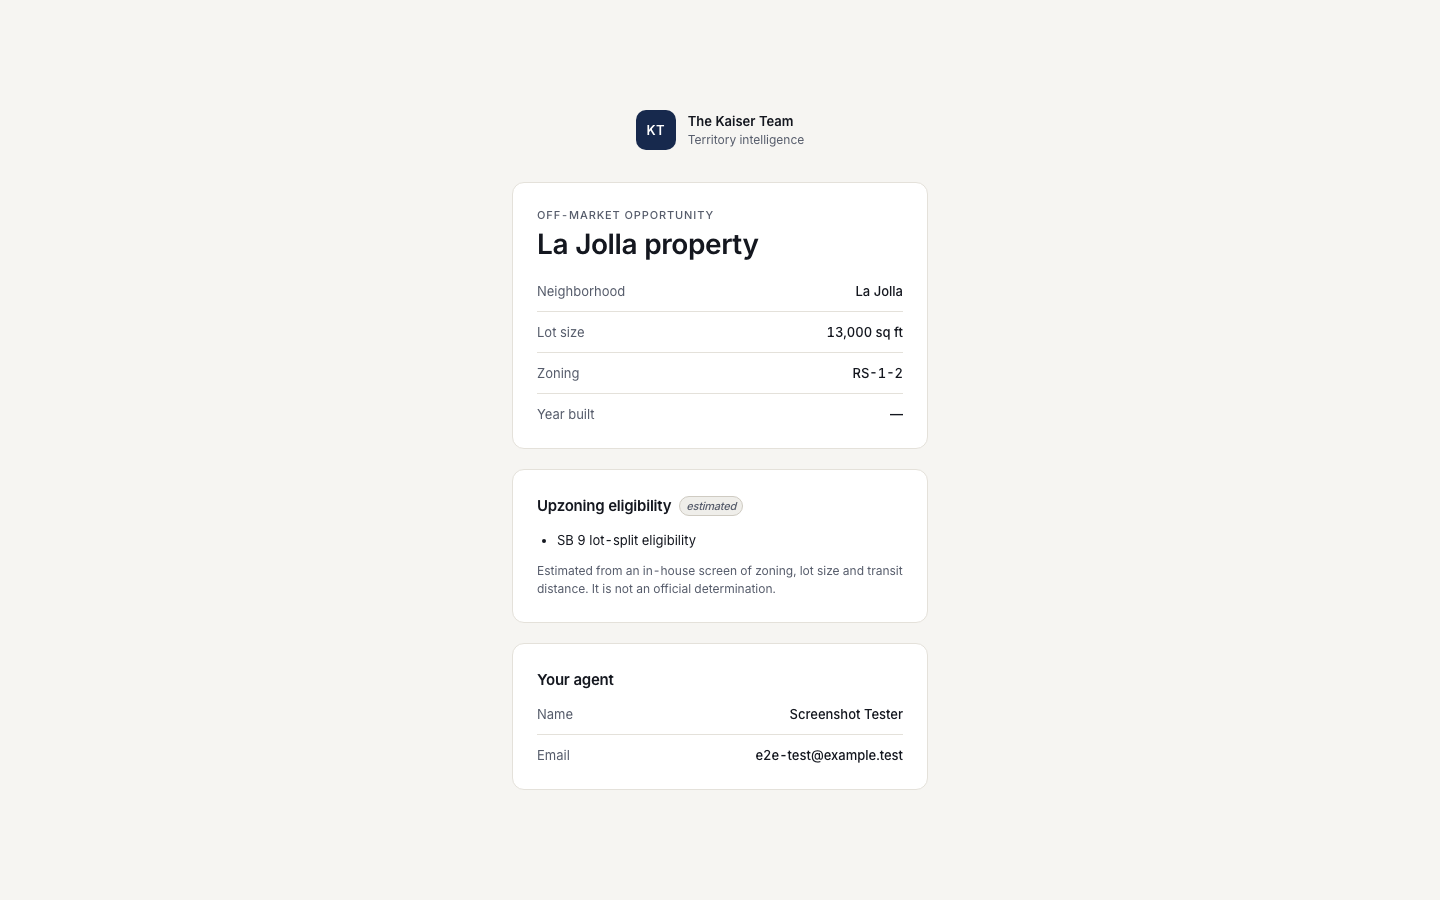 KT
The Kaiser Team
Territory intelligence
OFF-MARKET OPPORTUNITY
La Jolla property
Neighborhood La Jolla
Lot size 13,000 sq ft
Zoning RS-1-2
Year built —
Upzoning eligibility estimated
• SB 9 lot-split eligibility
Estimated from an in-house screen of zoning, lot size and transit
distance. It is not an official determination.
Your agent
Name Screenshot Tester
Email e2e-test@example.test